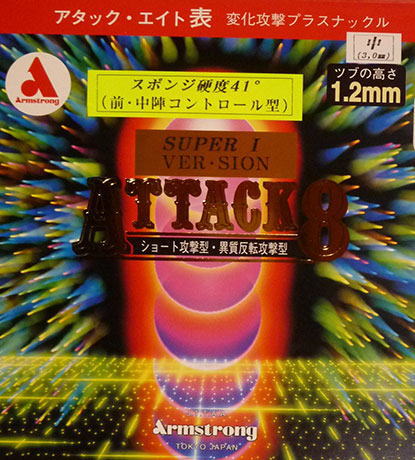 アタック・エイト表 変化攻撃プラスナックル
中
(3.0㎜)
ツブの高さ
1.2mm
Armstrong
スポンジ硬度41°
(前・中陣コントロール型)
SUPER I
VER・SION
ATTACK8
ショート攻撃型・異質反転攻撃型
Armstrong
TOKYO JAPAN